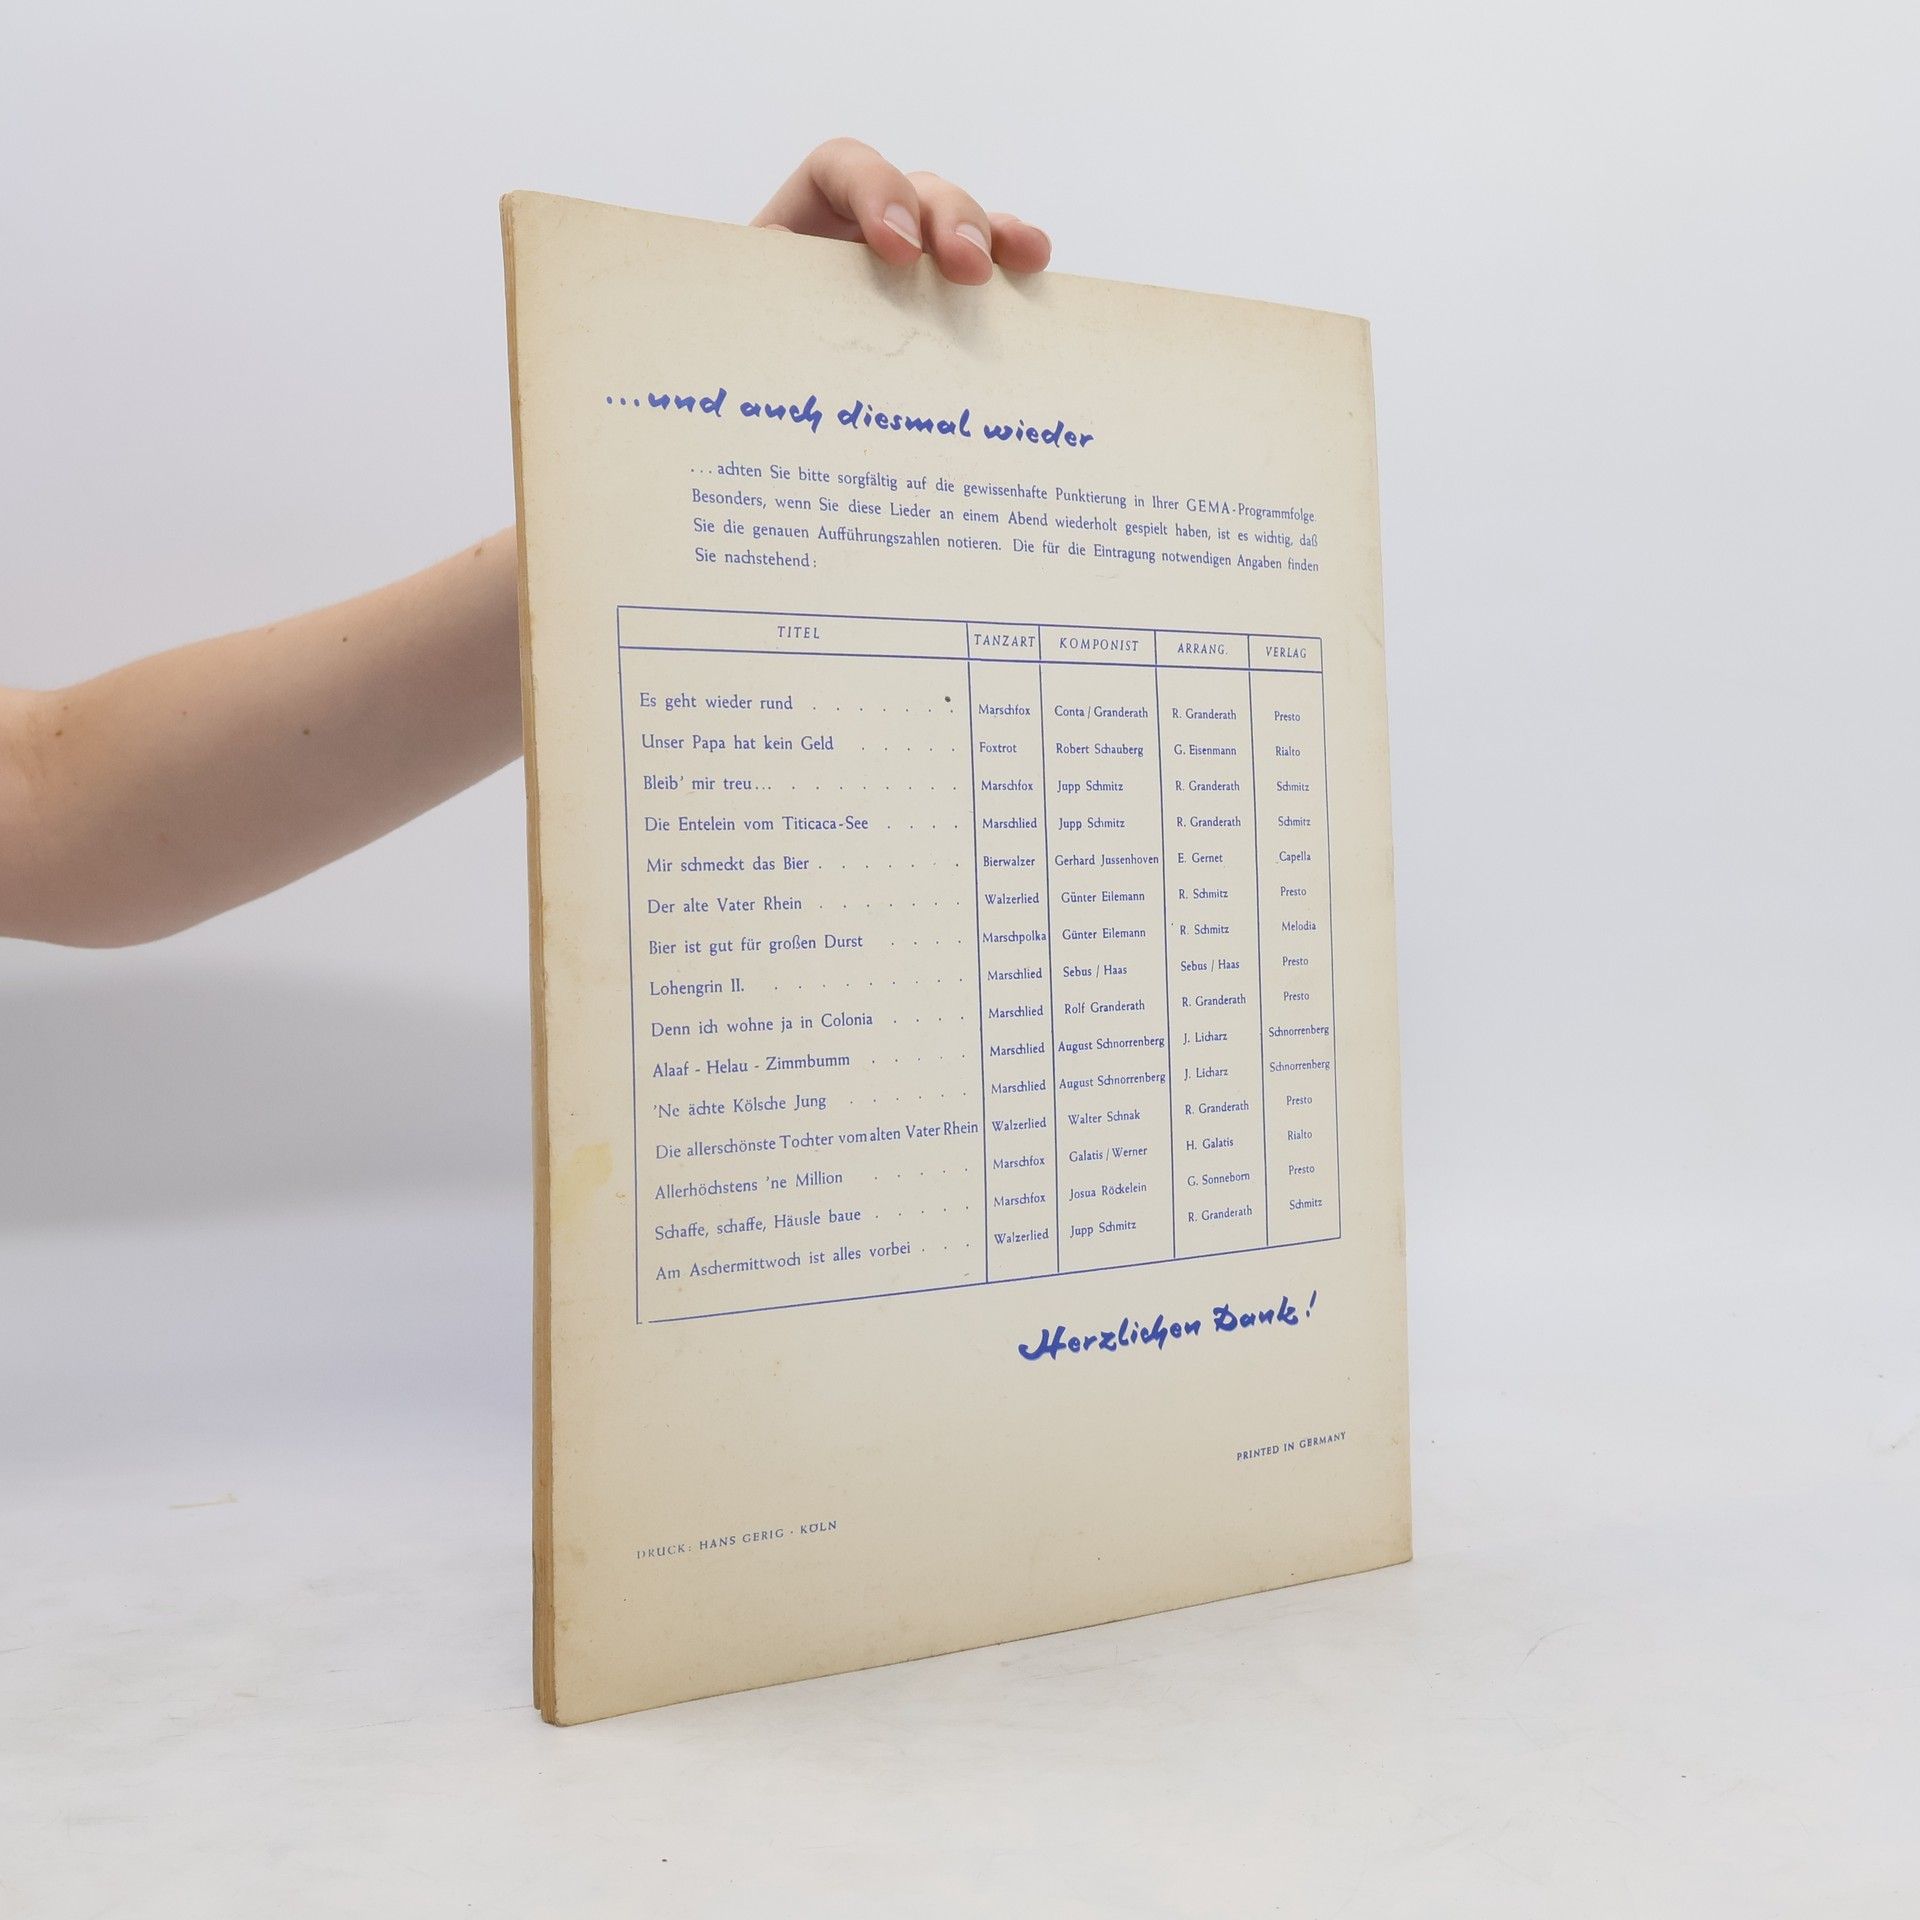 ...und auch diesmal wieder
...achten Sie bitte sorgfältig auf die gewissenhafte Punktierung in Ihrer GEMA-Programmfolge.
Besonders, wenn Sie diese Lieder an einem Abend wiederholt gespielt haben, ist es wichtig, daß
Sie die genauen Aufführungszahlen notieren. Die für die Eintragung notwendigen Angaben finden
Sie nachstehend:
TITEL TANZART KOMPONIST ARRANG. VERLAG
Es geht wieder rund . . . . . . . Marschfox Conta / Granderath R. Granderath Presto
Unser Papa hat kein Geld . . . . . Foxtrot Robert Schauberg G. Eisenmann Rialto
Bleib' mir treu... . . . . . . . . Marschfox Jupp Schmitz R. Granderath Schmitz
Die Entelein vom Titicaca-See . . . . Marschlied Jupp Schmitz R. Granderath Schmitz
Mir schmeckt das Bier . . . . . . . Bierwalzer Gerhard Jussenhoven E. Gernet Capella
Der alte Vater Rhein . . . . . . . Walzerlied Günter Eilemann R. Schmitz Presto
Bier ist gut für großen Durst . . . . Marschpolka Günter Eilemann R. Schmitz Melodia
Lohengrin II. . . . . . . . . . Marschlied Sebus / Haas Sebus / Haas Presto
Denn ich wohne ja in Colonia . . . . Marschlied Rolf Granderath R. Granderath Presto
Alaaf - Helau - Zimmbumm . . . . . Marschlied August Schnorrenberg J. Licharz Schnorrenberg
'Ne ächte Kölsche Jung . . . . . . Marschlied August Schnorrenberg J. Licharz Schnorrenberg
Die allerschönste Tochter vom alten Vater Rhein Walzerlied Walter Schnak R. Granderath Presto
Allerhöchstens 'ne Million . . . . . Marschfox Galatis / Werner H. Galatis Rialto
Schaffe, schaffe, Häusle baue . . . . . Marschfox Josua Röckelein G. Sonneborn Presto
Am Aschermittwoch ist alles vorbei . . . Walzerlied Jupp Schmitz R. Granderath Schmitz
Herzlichen Dank!
PRINTED IN GERMANY
DRUCK: HANS GERIG · KÖLN